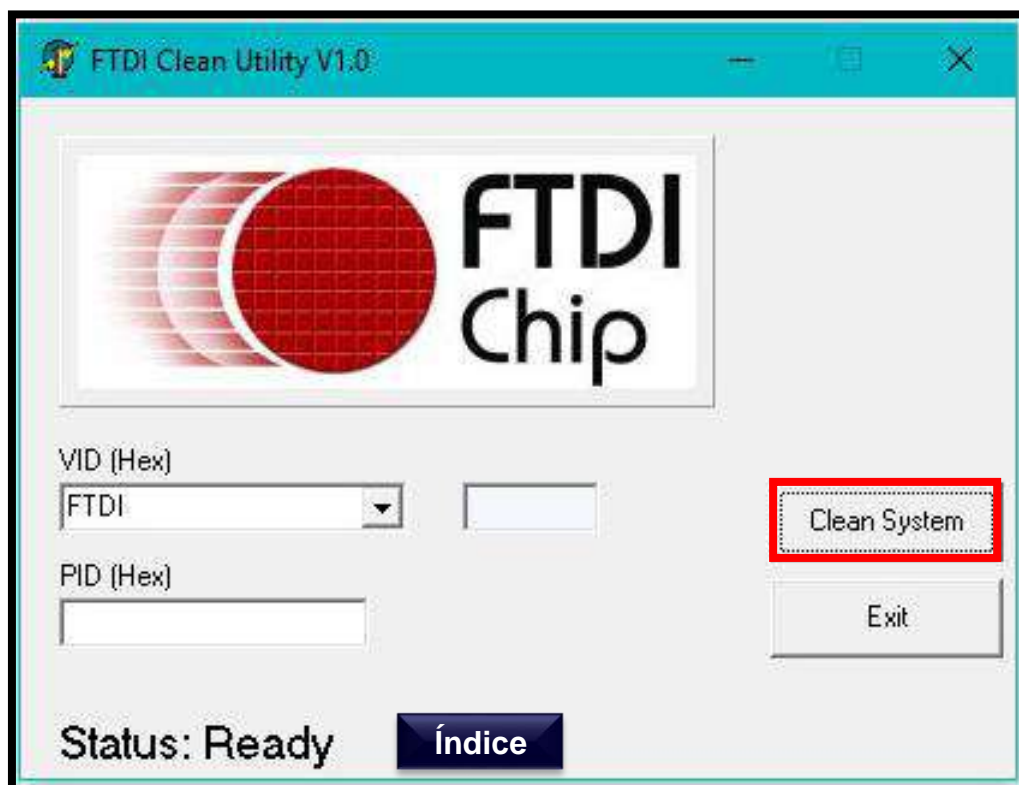 FTDI Clean Utility V1.0
FTDI
Chip
VID (Hex)
FTDI
Clean System
PID (Hex)
Exit
Status: Ready
Índice